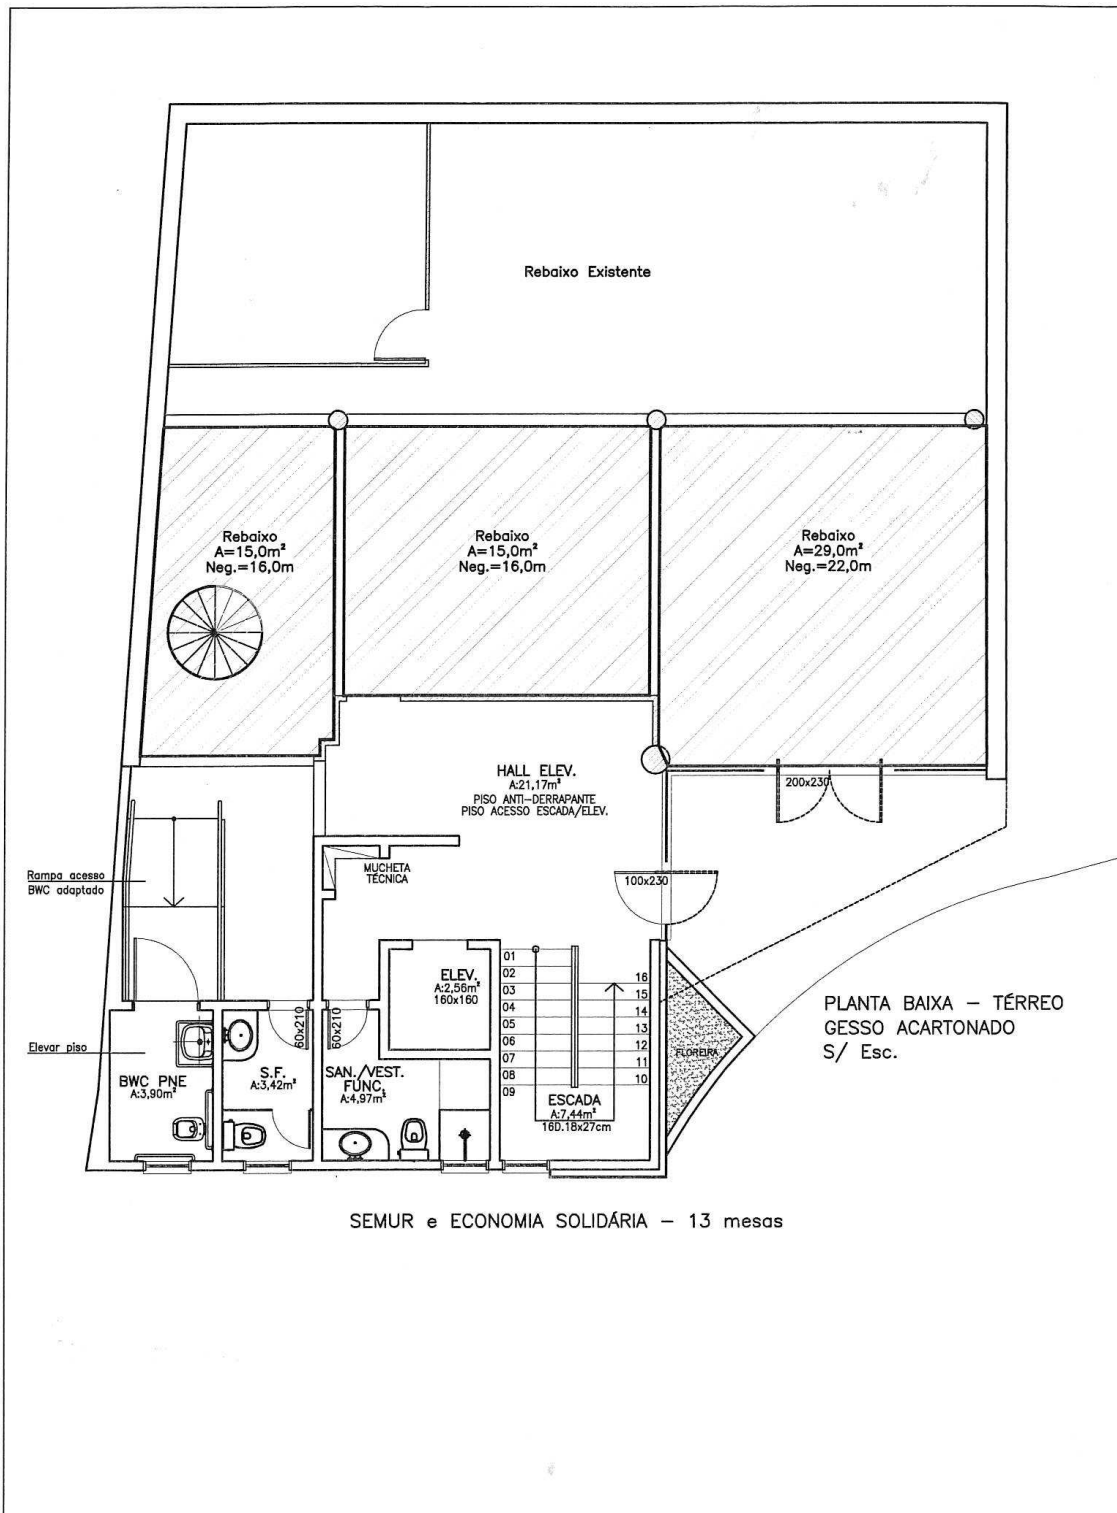 Rebaixo Existente
Rebaixo
A=15,0m²
Neg.=16,0m
Rebaixo
A=15,0m²
Neg.=16,0m
Rebaixo
A=29,0m²
Neg.=22,0m
HALL ELEV.
A:21,17m²
PISO ANTI-DERRAPANTE
PISO ACESSO ESCADA/ELEV.
200x230
MUCHETA
TÉCNICA
100x230
Rampa acesso
BWC adaptado
ELEV.
A:2,56m²
160x160
01
02
03
04
05
06
07
08
09
16
15
14
13
12
11
10
ESCADA
A:7,44m²
16D.18x27cm
FLOREIRA
PLANTA BAIXA – TÉRREO
GESSO ACARTONADO
S/ Esc.
Elevar piso
BWC PNE
A:3,90m²
60x210
S.F.
A:3,42m²
60x210
SAN./VEST.
FUNC.
A:4,97m²
SEMUR e ECONOMIA SOLIDÁRIA – 13 mesas